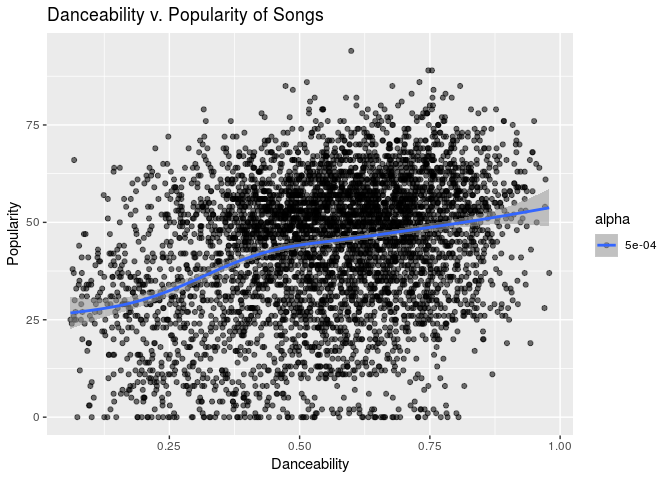 Danceability v. Popularity of Songs
75
50
25
0
Popularity
0.25 0.50 0.75 1.00
Danceability
alpha
5e-04